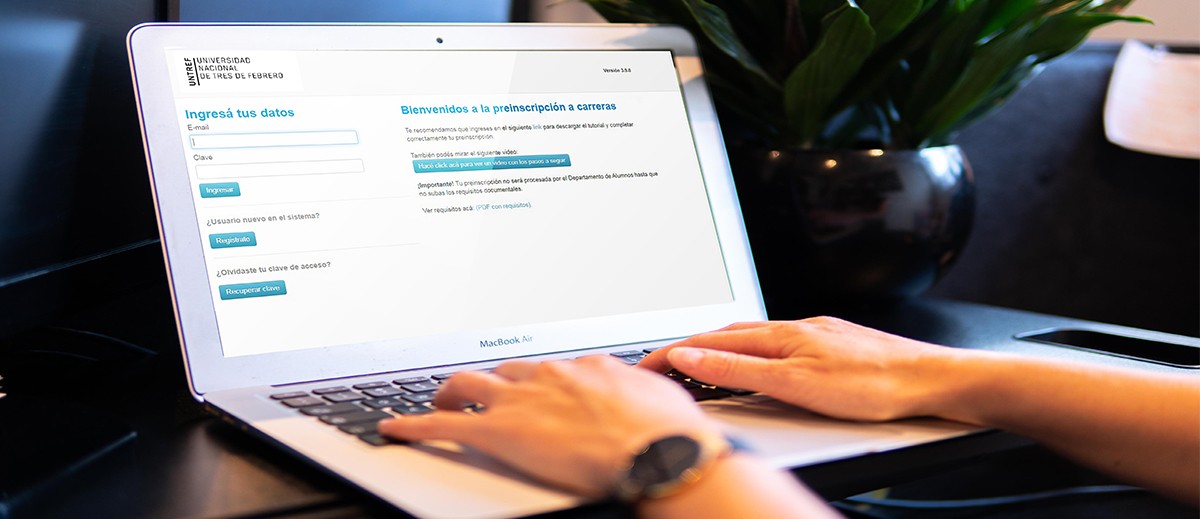 UNTREF
UNIVERSIDAD
NACIONAL
DE TRES DE FEBRERO
Versión 3.0.0
Ingresá tus datos
E-mail
Clave
Ingresar
¿Usuario nuevo en el sistema?
Registrate
¿Olvidaste tu clave de acceso?
Recuperar clave
Bienvenidos a la preinscripción a carreras
Te recomendamos que ingreses en el siguiente link para descargar el tutorial y completar
correctamente tu preinscripción.
También podés mirar el siguiente video:
Hacé click acá para ver un video con los pasos a seguir
¡Importante! Tu preinscripción no será procesada por el Departamento de Alumnos hasta que
no subas los requisitos documentales.
Ver requisitos acá: (PDF con requisitos).
MacBook Air